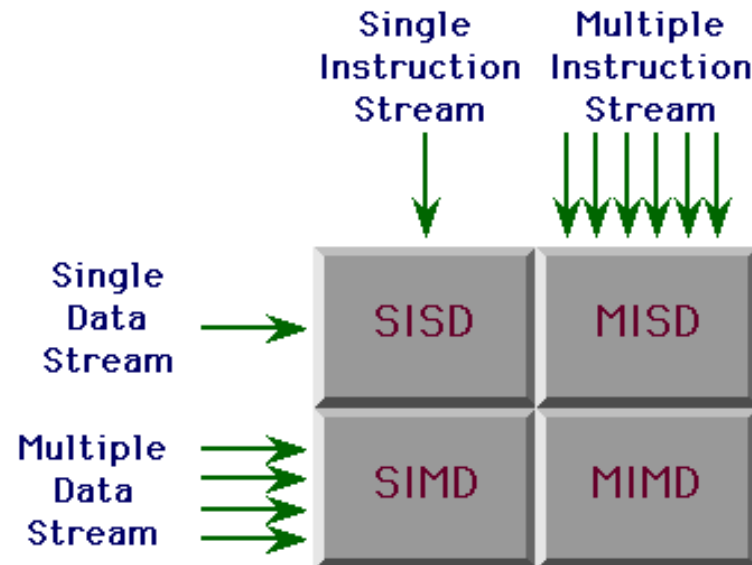 Single
Instruction
Stream
Multiple
Instruction
Stream
Single
Data
Stream
SISD
MISD
Multiple
Data
Stream
SIMD
MIMD